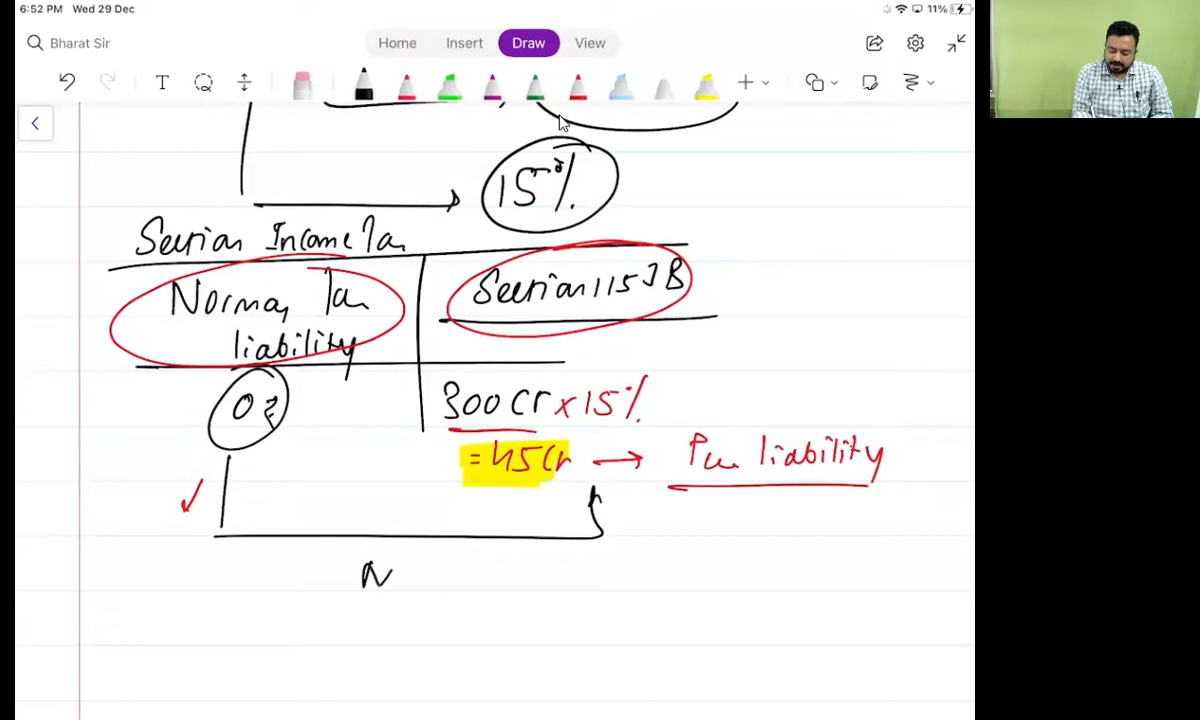 6:52 PM Wed 29 Dec
11%
Bharat Sir
Home Insert Draw View
T
15%
Section Income Tax
Normal Tax liability
Section 115JB
0₹
300 Cr × 15%
= 45 Cr → liability
N